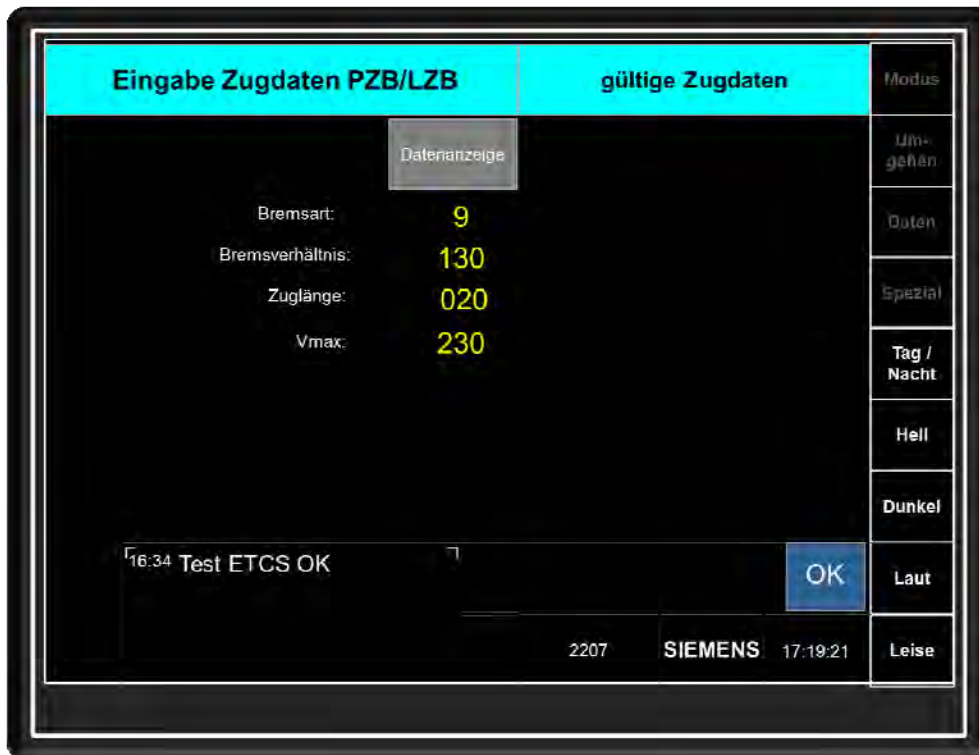 Eingabe Zugdaten PZB/LZB
gültige Zugdaten
Datenanzeige
Bremsart: 9
Bremsverhältnis: 130
Zuglänge: 020
Vmax: 230
16:34 Test ETCS OK
OK
2207 SIEMENS 17:19:21
Modus
Um-
gehen
Daten
Spezial
Tag /
Nacht
Hell
Dunkel
Laut
Leise